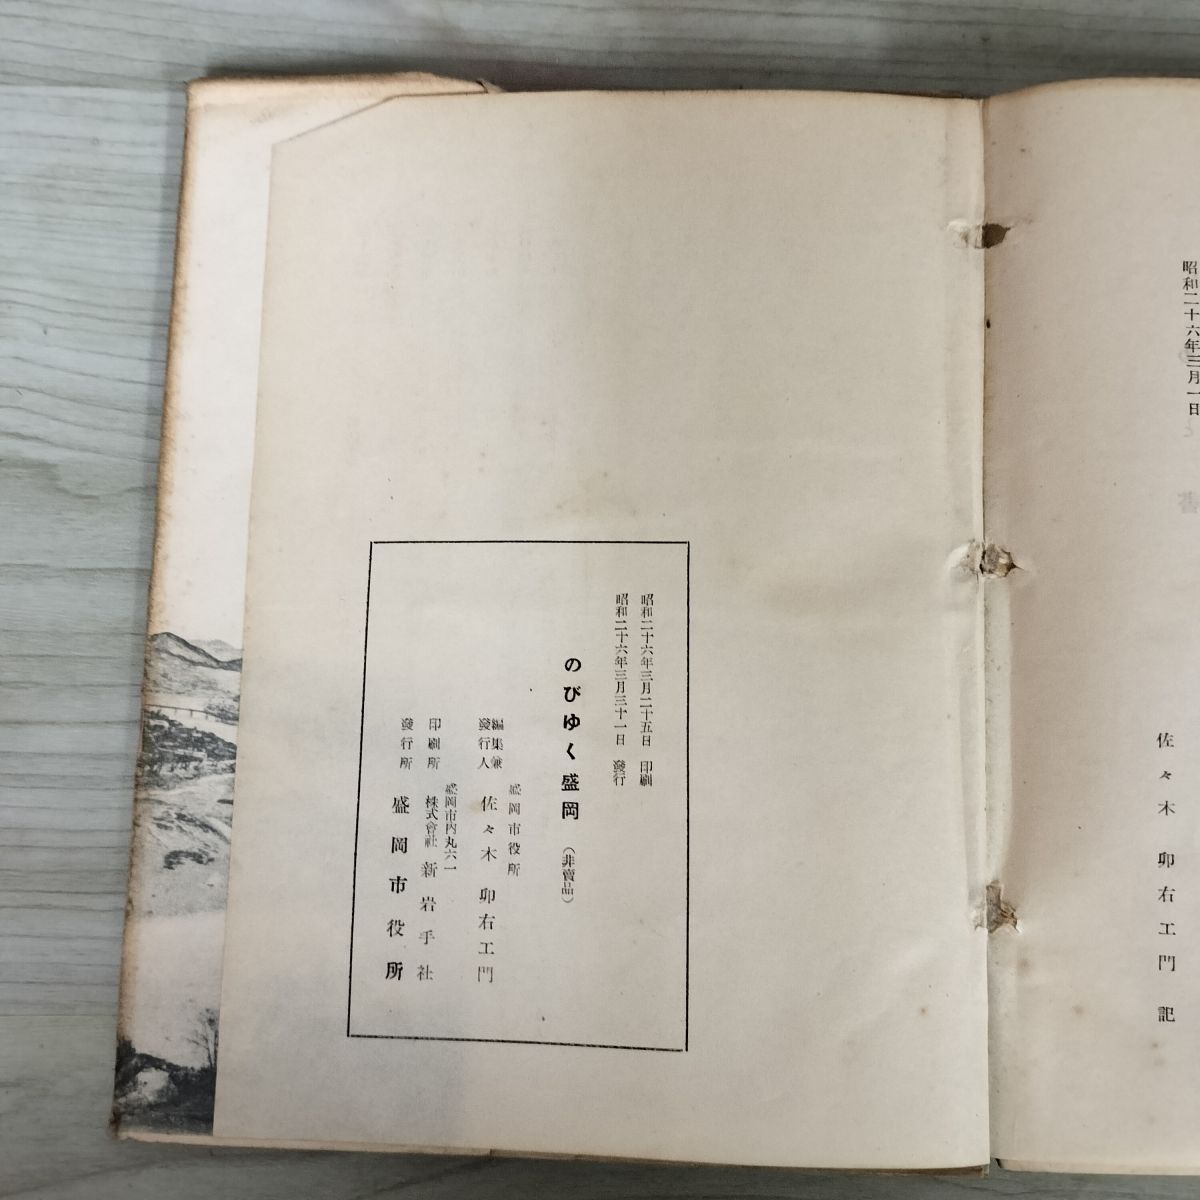 昭和二十六年三月一日
佐々木卯右エ門記
昭和二十六年三月二十五日 印刷
昭和二十六年三月三十一日 發行
のびゆく盛岡 (非賣品)
盛岡市役所
編集兼
發行人 佐々木卯右エ門
盛岡市内丸六一
印刷所 株式會社 新岩手社
發行所 盛岡市役所